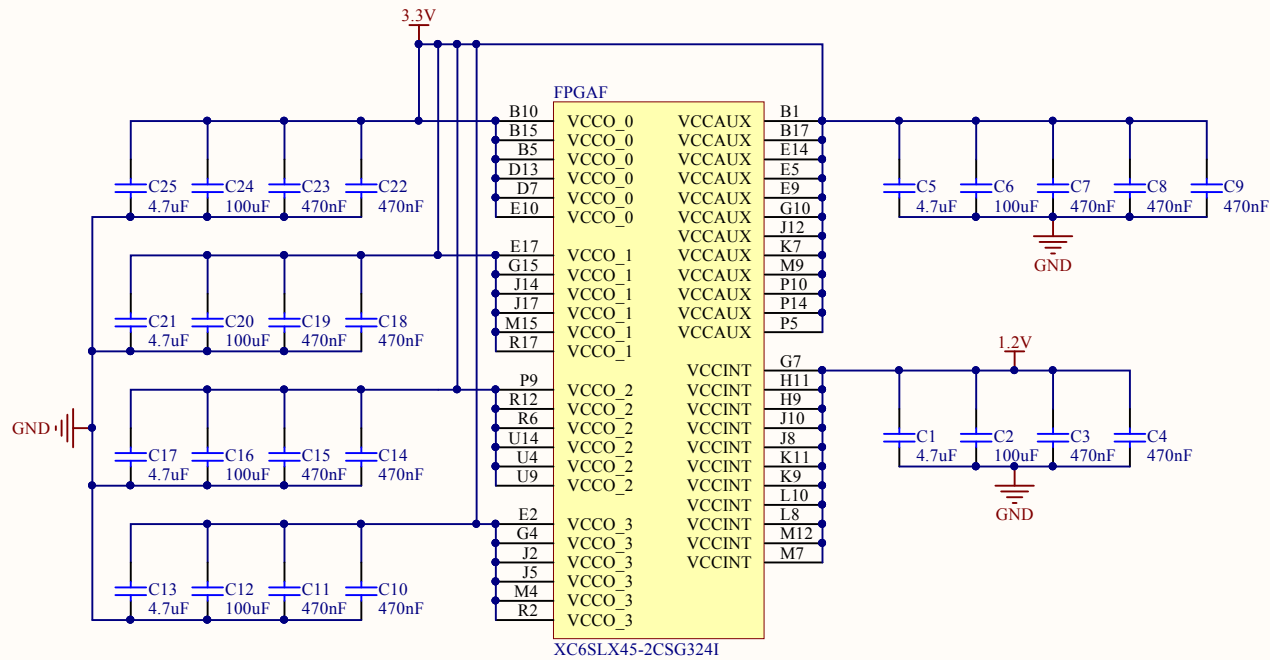 3.3V
FPGAF
B10 VCCO_0 VCCAUX B1
B15 VCCO_0 VCCAUX B17
B5 VCCO_0 VCCAUX E14
D13 VCCO_0 VCCAUX E5
D7 VCCO_0 VCCAUX E9
E10 VCCO_0 VCCAUX G10
VCCAUX J12
E17 VCCO_1 VCCAUX K7
G15 VCCO_1 VCCAUX M9
J14 VCCO_1 VCCAUX P10
J17 VCCO_1 VCCAUX P14
M15 VCCO_1 VCCAUX P5
R17 VCCO_1
VCCINT G7
P9 VCCO_2 VCCINT H11
R12 VCCO_2 VCCINT H9
R6 VCCO_2 VCCINT J10
U14 VCCO_2 VCCINT J8
U4 VCCO_2 VCCINT K11
U9 VCCO_2 VCCINT K9
VCCINT L10
E2 VCCO_3 VCCINT L8
G4 VCCO_3 VCCINT M12
J2 VCCO_3 VCCINT M7
J5 VCCO_3
M4 VCCO_3
R2 VCCO_3
XC6SLX45-2CSG324I
C25 C24 C23 C22
4.7uF 100uF 470nF 470nF
C21 C20 C19 C18
4.7uF 100uF 470nF 470nF
GND
C17 C16 C15 C14
4.7uF 100uF 470nF 470nF
C13 C12 C11 C10
4.7uF 100uF 470nF 470nF
C5 C6 C7 C8 C9
4.7uF 100uF 470nF 470nF 470nF
GND
1.2V
C1 C2 C3 C4
4.7uF 100uF 470nF 470nF
GND